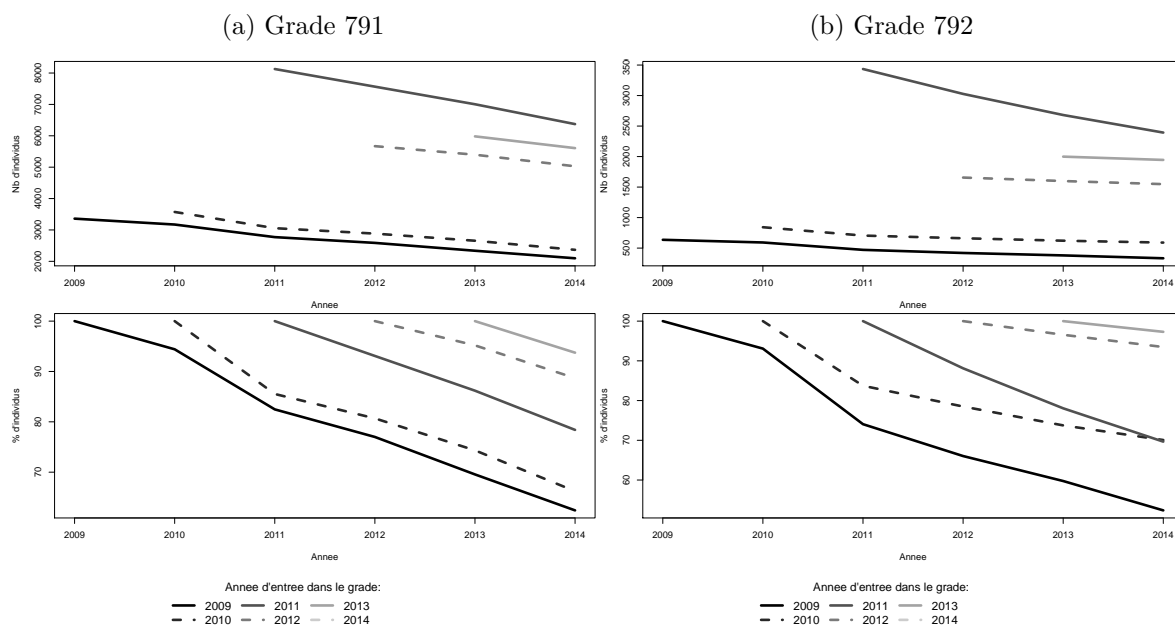 (a) Grade 791
Nb d'individus
2000 3000 4000 5000 6000 7000 8000
2009 2010 2011 2012 2013 2014
Annee
% d'individus
70 80 90 100
2009 2010 2011 2012 2013 2014
Annee
Annee d'entree dans le grade:
2009 2011 2013
2010 2012 2014
(b) Grade 792
Nb d'individus
500 1000 1500 2000 2500 3000 350
2009 2010 2011 2012 2013 2014
Annee
% d'individus
60 70 80 90 100
2009 2010 2011 2012 2013 2014
Annee
Annee d'entree dans le grade:
2009 2011 2013
2010 2012 2014